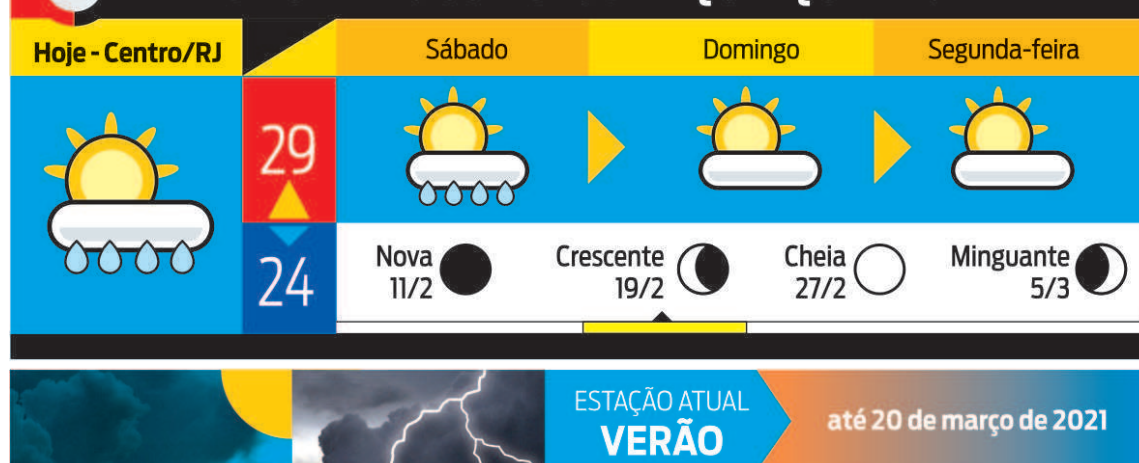 Hoje - Centro/RJ
Sábado
Domingo
Segunda-feira
29
24
Nova
11/2
Crescente
19/2
Cheia
27/2
Minguante
5/3
ESTAÇÃO ATUAL
VERÃO
até 20 de março de 2021